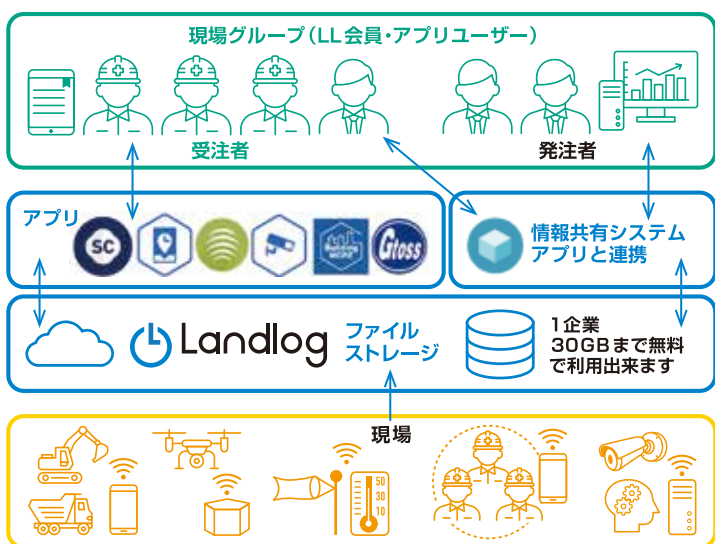 現場グループ（LL会員・アプリユーザー）
受注者
発注者
アプリ
SC
Gtoss
情報共有システム
アプリと連携
Landlog
ファイル
ストレージ
1企業
30GBまで無料
で利用出来ます
現場
50
30
10